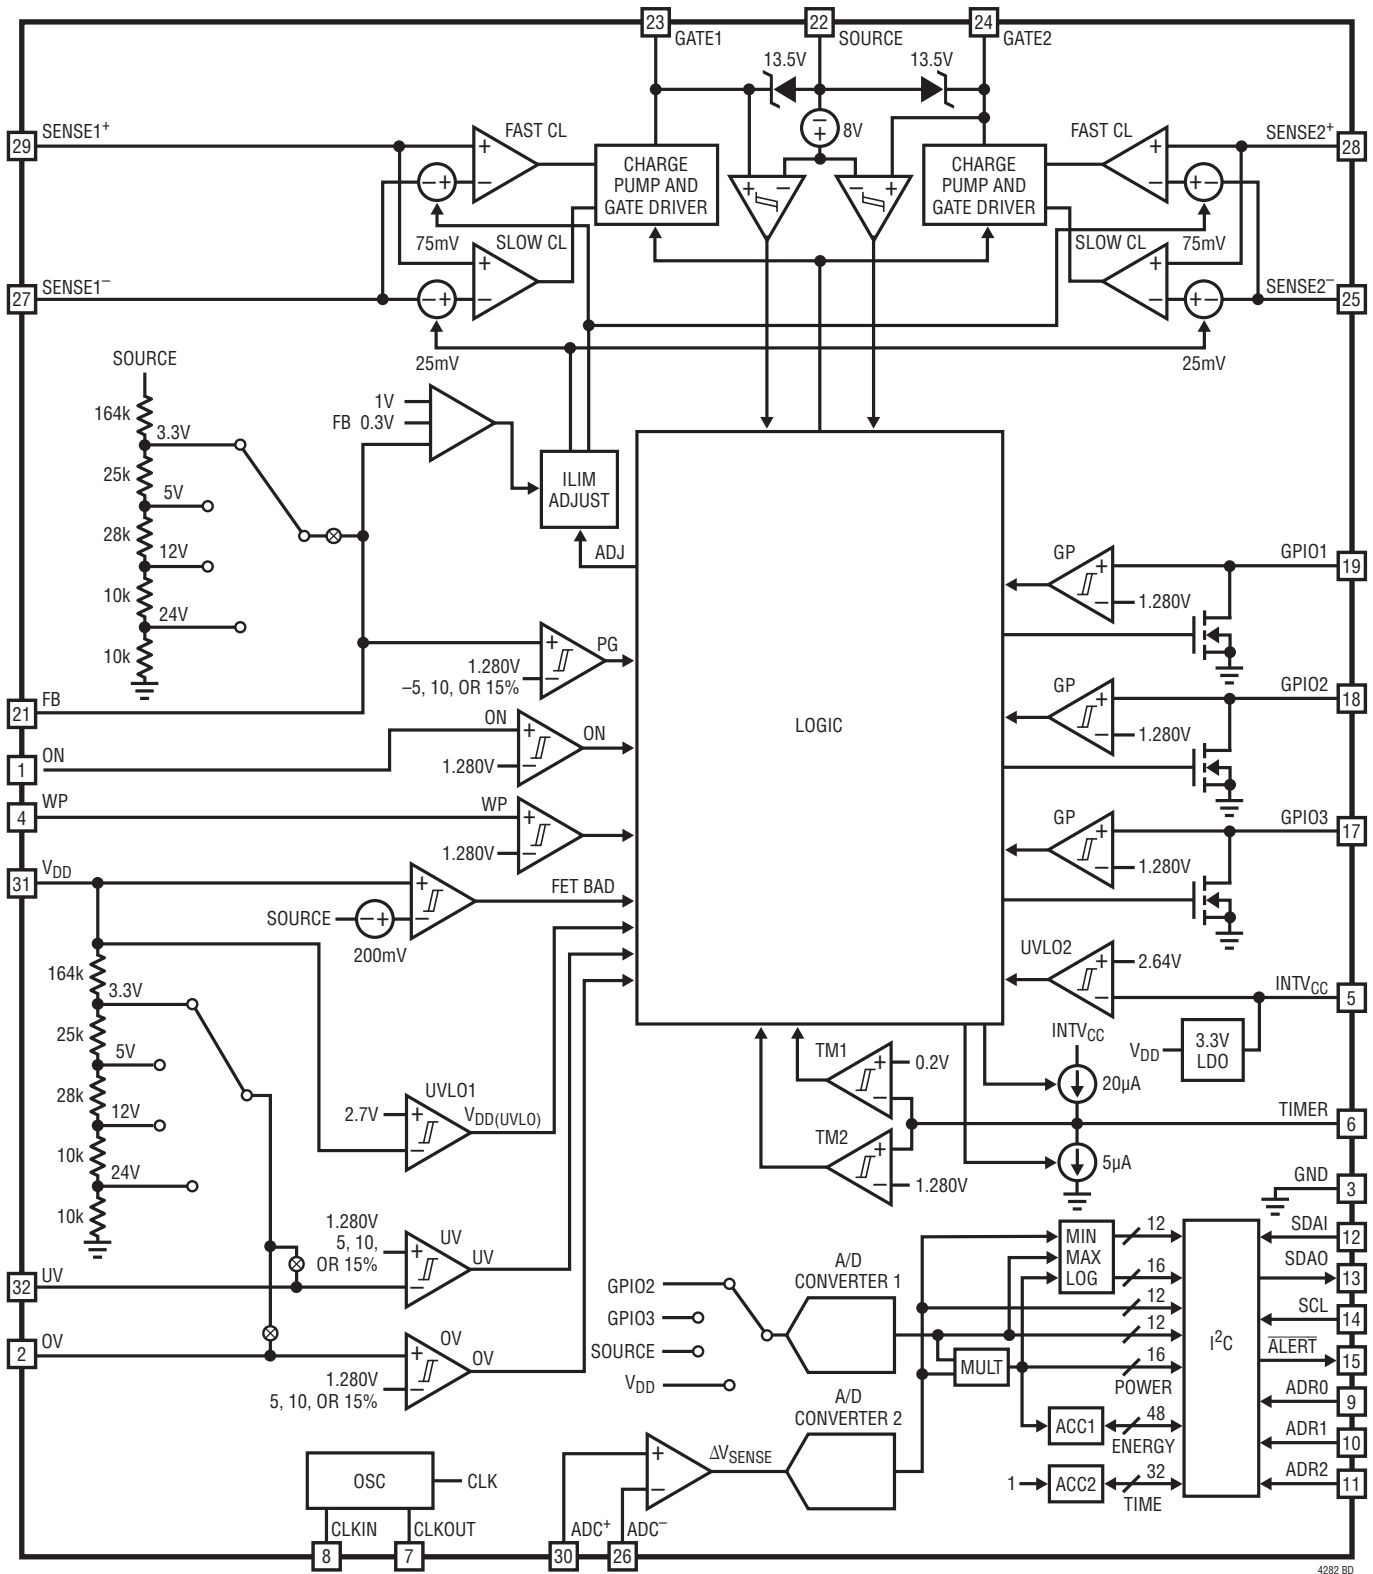 23
GATE1
22
SOURCE
24
GATE2
13.5V
13.5V
8V
29
SENSE1+
FAST CL
+
−
− +
75mV
CHARGE
PUMP AND
GATE DRIVER
+ −
− +
CHARGE
PUMP AND
GATE DRIVER
FAST CL
+
−
+ −
75mV
SENSE2+
28
SLOW CL
+
−
SLOW CL
+
−
27
SENSE1−
− +
25mV
+ −
25mV
SENSE2−
25
SOURCE
164k
3.3V
25k
5V
28k
12V
10k
24V
10k
1V
FB 0.3V
ILIM
ADJUST
ADJ
LOGIC
PG
+
−
1.280V
–5, 10, OR 15%
21
FB
ON
+
−
ON
1.280V
1
ON
4
WP
WP
+
−
1.280V
31
VDD
+
−
FET BAD
SOURCE
− +
200mV
GP
+
−
1.280V
GPIO1
19
GP
+
−
1.280V
GPIO2
18
GP
+
−
1.280V
GPIO3
17
UVLO2
+
−
2.64V
INTVCC
5
VDD
3.3V
LDO
INTVCC
20µA
5µA
TM1
+
−
0.2V
TM2
+
−
1.280V
TIMER
6
164k
3.3V
25k
5V
28k
12V
10k
24V
10k
UVLO1
2.7V
+
−
VDD(UVLO)
1.280V
5, 10,
OR 15%
UV
+
−
UV
32
UV
2
OV
OV
+
−
OV
1.280V
5, 10, OR 15%
GND
3
GPIO2
GPIO3
SOURCE
VDD
A/D
CONVERTER 1
A/D
CONVERTER 2
MIN
MAX
LOG
12
16
12
12
16
POWER
MULT
ACC1
48
ENERGY
1
ACC2
32
TIME
I2C
SDAI
12
SDAO
13
SCL
14
ALERT
15
ADR0
9
ADR1
10
ADR2
11
+
−
ΔVSENSE
OSC
CLK
CLKIN
8
CLKOUT
7
ADC+
30
ADC−
26
4282 BD